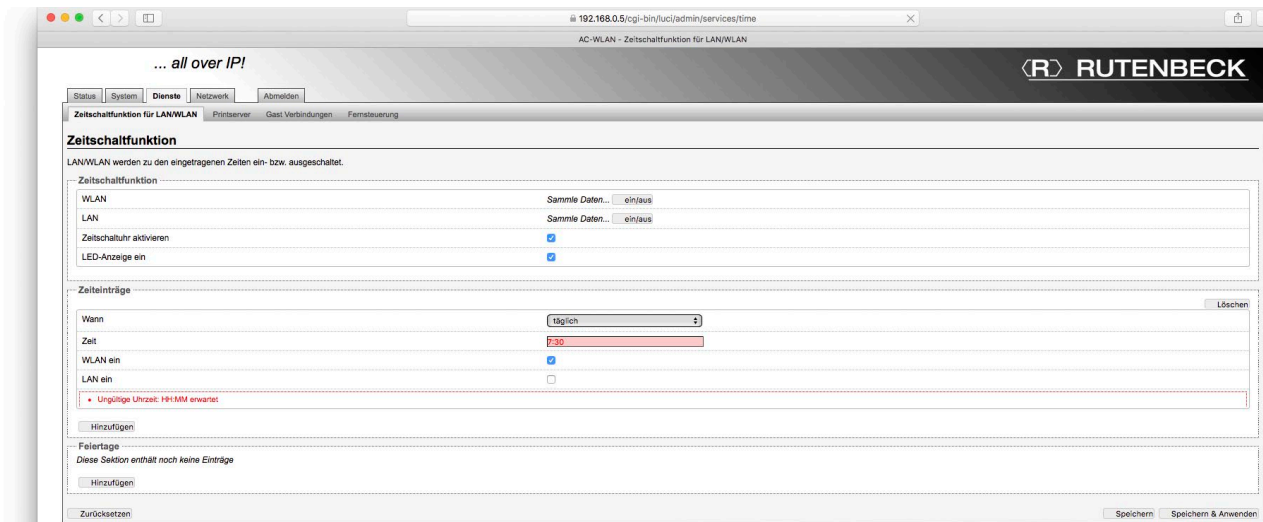 192.168.0.5/cgi-bin/luci/admin/services/time
AC-WLAN - Zeitschaltfunktion für LAN/WLAN
... all over IP!
⟨R⟩ RUTENBECK
Status System Dienste Netzwerk Abmelden
Zeitschaltfunktion für LAN/WLAN Printserver Gast Verbindungen Fernsteuerung
Zeitschaltfunktion
LAN/WLAN werden zu den eingetragenen Zeiten ein- bzw. ausgeschaltet.
Zeitschaltfunktion
WLAN Sammle Daten... ein/aus
LAN Sammle Daten... ein/aus
Zeitschaltuhr aktivieren
LED-Anzeige ein
Zeiteinträge
Löschen
Wann täglich
Zeit 7:30
WLAN ein
LAN ein
• Ungültige Uhrzeit: HH:MM erwartet
Hinzufügen
Feiertage
Diese Sektion enthält noch keine Einträge
Hinzufügen
Zurücksetzen Speichern Speichern & Anwenden